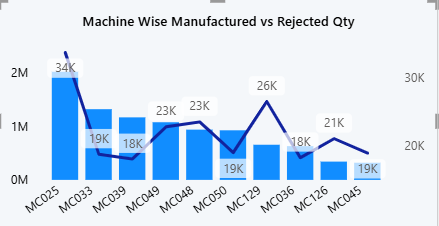 Machine Wise Manufactured vs Rejected Qty
34K
19K
18K
23K
23K
19K
26K
18K
21K
19K
2M
1M
0M
30K
20K
MC025
MC033
MC039
MC049
MC048
MC050
MC129
MC036
MC126
MC045